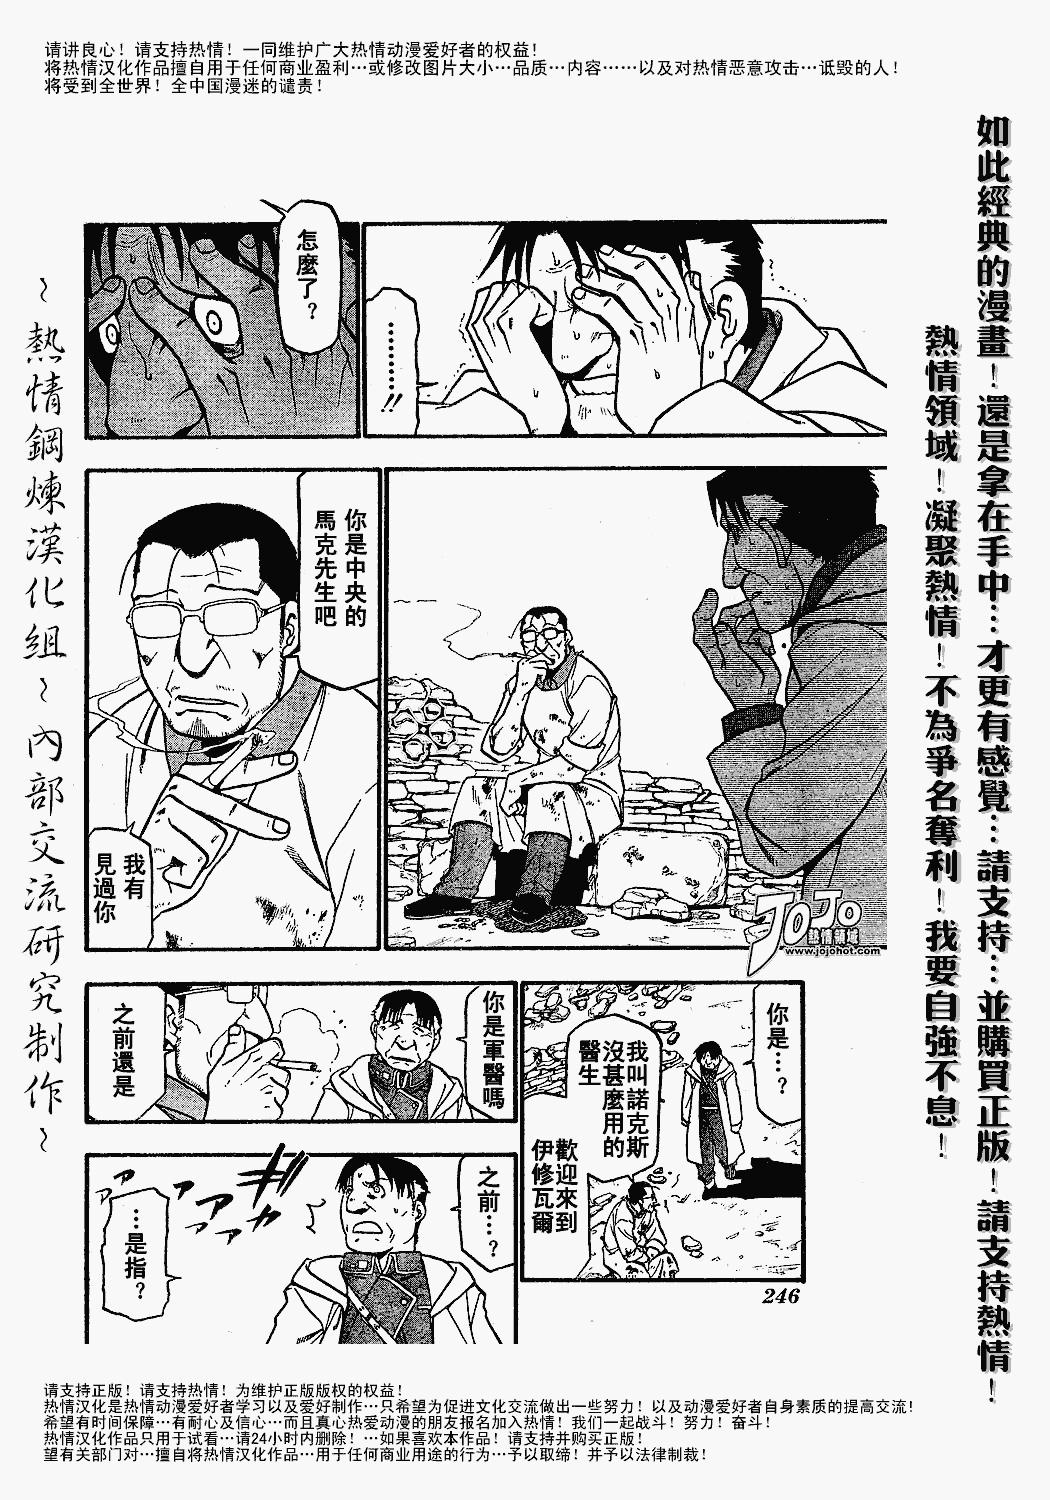 请讲良心！请支持热情！一同维护广大热情动漫爱好者的权益！
将热情汉化作品擅自用于任何商业盈利…或修改图片大小…品质…内容……以及对热情恶意攻击…诋毁的人！
将受到全世界！全中国漫迷的谴责！
如此經典的漫畫！還是拿在手中…才更有感覺…請支持…並購買正版！請支持熱情！
熱情領域！凝聚熱情！不為爭名奪利！我要自強不息！
…………!!
怎麼了？
你是中央的
馬克先生吧
我有
見過你
JOJO
熱情領域
www.jojohot.com
你是…？
我叫諾克斯
沒甚麼用的
醫生
歡迎來到
伊修瓦爾
你是軍醫嗎
之前還是
之前…？
…是指？
246
～熱情鋼煉漢化組～內部交流研究制作～
请支持正版！请支持热情！为维护正版版权的权益！
热情汉化是热情动漫爱好者学习以及爱好制作…只希望为促进文化交流做出一些努力！以及动漫爱好者自身素质的提高交流！
希望有时间保障…有耐心及信心…而且真心热爱动漫的朋友报名加入热情！我们一起战斗！努力！奋斗！
热情汉化作品只用于试看…请24小时内删除！…如果喜欢本作品！请支持并购买正版！
望有关部门对…擅自将热情汉化作品…用于任何商业用途的行为…予以取缔！并予以法律制裁！